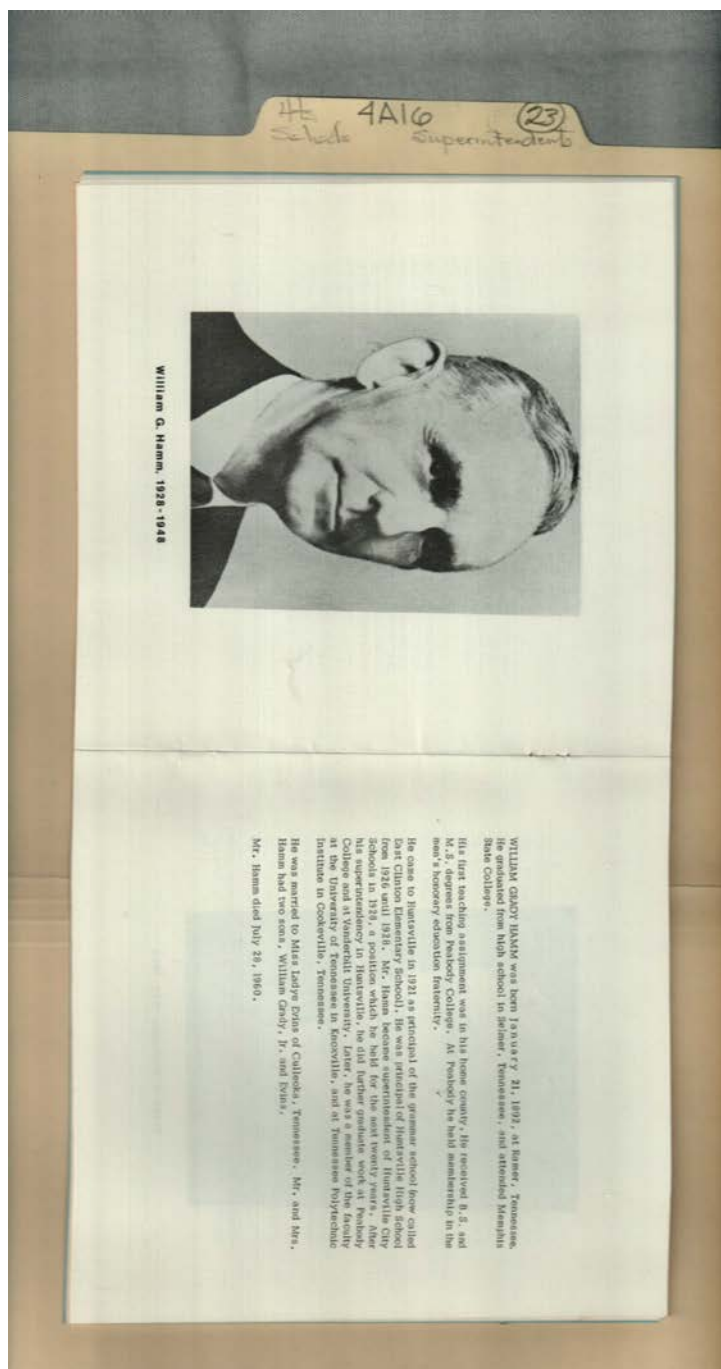 4A16 (23)
Schools Superintendents
William G. Hamm, 1928-1948
WILLIAM GRADY HAMM was born January 21, 1892, at Ramer, Tennessee.
He graduated from high school in Selmer, Tennessee, and attended Memphis
State College.
His first teaching assignment was in his home county. He received B.S. and
M.S. degrees from Peabody College. At Peabody he held membership in the
men's honorary education fraternity.
He came to Huntsville in 1921 as principal of the grammar school (now called
East Clinton Elementary School). He was principal of Huntsville High School
from 1926 until 1928. Mr. Hamm became superintendent of Huntsville City
Schools in 1928, a position which he held for the next twenty years. After
his superintendency in Huntsville, he did further graduate work at Peabody
College and at Vanderbilt University. Later, he was a member of the faculty
at the University of Tennessee in Knoxville, and at Tennessee Polytechnic
Institute in Cookeville, Tennessee.
He was married to Miss Ladye Evins of Culleoka, Tennessee. Mr. and Mrs.
Hamm had two sons, William Grady, Jr. and Evins.
Mr. Hamm died July 28, 1960.